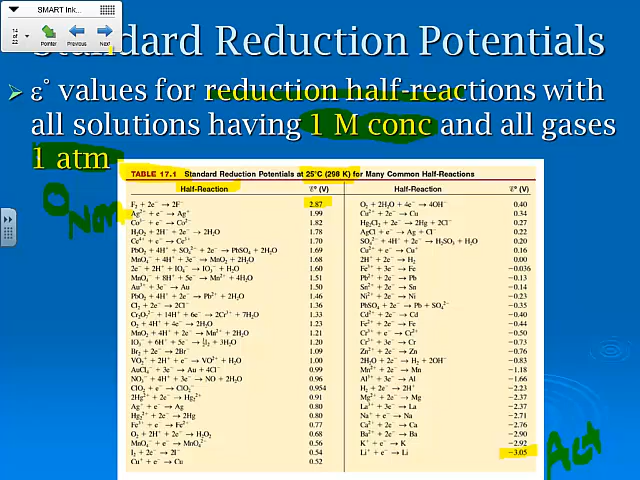 SMART Ink...
14 of 22
Pointer
Previous
Next
Standard Reduction Potentials
ε° values for reduction half-reactions with
all solutions having 1 M conc and all gases
1 atm
TABLE 17.1 Standard Reduction Potentials at 25°C (298 K) for Many Common Half-Reactions
Half-Reaction ℰ° (V) Half-Reaction ℰ° (V)
F₂ + 2e⁻ → 2F⁻ 2.87 O₂ + 2H₂O + 4e⁻ → 4OH⁻ 0.40
Ag²⁺ + e⁻ → Ag⁺ 1.99 Cu²⁺ + 2e⁻ → Cu 0.34
Co³⁺ + e⁻ → Co²⁺ 1.82 Hg₂Cl₂ + 2e⁻ → 2Hg + 2Cl⁻ 0.27
H₂O₂ + 2H⁺ + 2e⁻ → 2H₂O 1.78 AgCl + e⁻ → Ag + Cl⁻ 0.22
Ce⁴⁺ + e⁻ → Ce³⁺ 1.70 SO₄²⁻ + 4H⁺ + 2e⁻ → H₂SO₃ + H₂O 0.20
PbO₂ + 4H⁺ + SO₄²⁻ + 2e⁻ → PbSO₄ + 2H₂O 1.69 Cu²⁺ + e⁻ → Cu⁺ 0.16
MnO₄⁻ + 4H⁺ + 3e⁻ → MnO₂ + 2H₂O 1.68 2H⁺ + 2e⁻ → H₂ 0.00
2e⁻ + 2H⁺ + IO₄⁻ → IO₃⁻ + H₂O 1.60 Fe³⁺ + 3e⁻ → Fe -0.036
MnO₄⁻ + 8H⁺ + 5e⁻ → Mn²⁺ + 4H₂O 1.51 Pb²⁺ + 2e⁻ → Pb -0.13
Au³⁺ + 3e⁻ → Au 1.50 Sn²⁺ + 2e⁻ → Sn -0.14
PbO₂ + 4H⁺ + 2e⁻ → Pb²⁺ + 2H₂O 1.46 Ni²⁺ + 2e⁻ → Ni -0.23
Cl₂ + 2e⁻ → 2Cl⁻ 1.36 PbSO₄ + 2e⁻ → Pb + SO₄²⁻ -0.35
Cr₂O₇²⁻ + 14H⁺ + 6e⁻ → 2Cr³⁺ + 7H₂O 1.33 Cd²⁺ + 2e⁻ → Cd -0.40
O₂ + 4H⁺ + 4e⁻ → 2H₂O 1.23 Fe²⁺ + 2e⁻ → Fe -0.44
MnO₂ + 4H⁺ + 2e⁻ → Mn²⁺ + 2H₂O 1.21 Cr³⁺ + e⁻ → Cr²⁺ -0.50
IO₃⁻ + 6H⁺ + 5e⁻ → ½I₂ + 3H₂O 1.20 Cr³⁺ + 3e⁻ → Cr -0.73
Br₂ + 2e⁻ → 2Br⁻ 1.09 Zn²⁺ + 2e⁻ → Zn -0.76
VO₂⁺ + 2H⁺ + e⁻ → VO²⁺ + H₂O 1.00 2H₂O + 2e⁻ → H₂ + 2OH⁻ -0.83
AuCl₄⁻ + 3e⁻ → Au + 4Cl⁻ 0.99 Mn²⁺ + 2e⁻ → Mn -1.18
NO₃⁻ + 4H⁺ + 3e⁻ → NO + 2H₂O 0.96 Al³⁺ + 3e⁻ → Al -1.66
ClO₂ + e⁻ → ClO₂⁻ 0.954 H₂ + 2e⁻ → 2H⁻ -2.23
2Hg²⁺ + 2e⁻ → Hg₂²⁺ 0.91 Mg²⁺ + 2e⁻ → Mg -2.37
Ag⁺ + e⁻ → Ag 0.80 La³⁺ + 3e⁻ → La -2.37
Hg₂²⁺ + 2e⁻ → 2Hg 0.80 Na⁺ + e⁻ → Na -2.71
Fe³⁺ + e⁻ → Fe²⁺ 0.77 Ca²⁺ + 2e⁻ → Ca -2.76
O₂ + 2H⁺ + 2e⁻ → H₂O₂ 0.68 Ba²⁺ + 2e⁻ → Ba -2.90
MnO₄⁻ + e⁻ → MnO₄²⁻ 0.56 K⁺ + e⁻ → K -2.92
I₂ + 2e⁻ → 2I⁻ 0.54 Li⁺ + e⁻ → Li -3.05
Cu⁺ + e⁻ → Cu 0.52